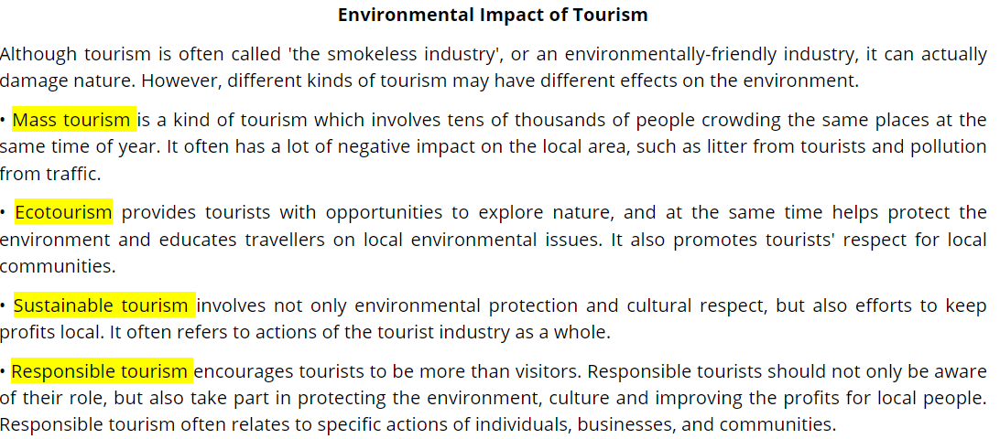 Environmental Impact of Tourism
Although tourism is often called 'the smokeless industry', or an environmentally-friendly industry, it can actually
damage nature. However, different kinds of tourism may have different effects on the environment.
• Mass tourism is a kind of tourism which involves tens of thousands of people crowding the same places at the
same time of year. It often has a lot of negative impact on the local area, such as litter from tourists and pollution
from traffic.
• Ecotourism provides tourists with opportunities to explore nature, and at the same time helps protect the
environment and educates travellers on local environmental issues. It also promotes tourists' respect for local
communities.
• Sustainable tourism involves not only environmental protection and cultural respect, but also efforts to keep
profits local. It often refers to actions of the tourist industry as a whole.
• Responsible tourism encourages tourists to be more than visitors. Responsible tourists should not only be aware
of their role, but also take part in protecting the environment, culture and improving the profits for local people.
Responsible tourism often relates to specific actions of individuals, businesses, and communities.